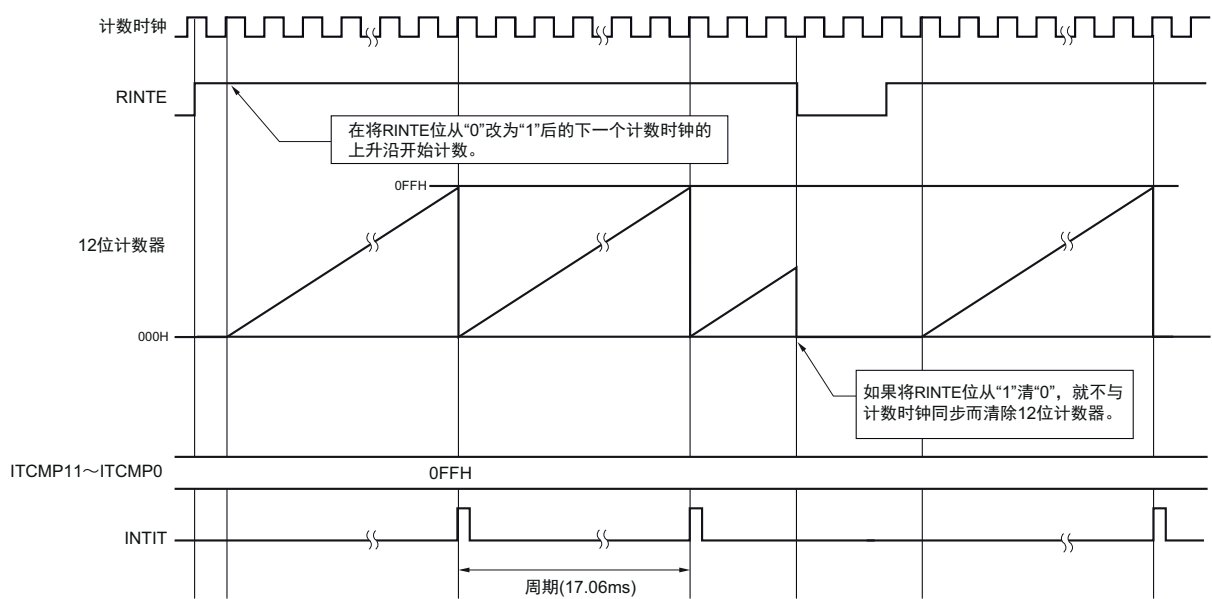 计数时钟
RINTE
在将RINTE位从“0”改为“1”后的下一个计数时钟的
上升沿开始计数。
0FFH
12位计数器
000H
如果将RINTE位从“1”清“0”，就不与
计数时钟同步而清除12位计数器。
ITCMP11～ITCMP0
0FFH
INTIT
周期(17.06ms)